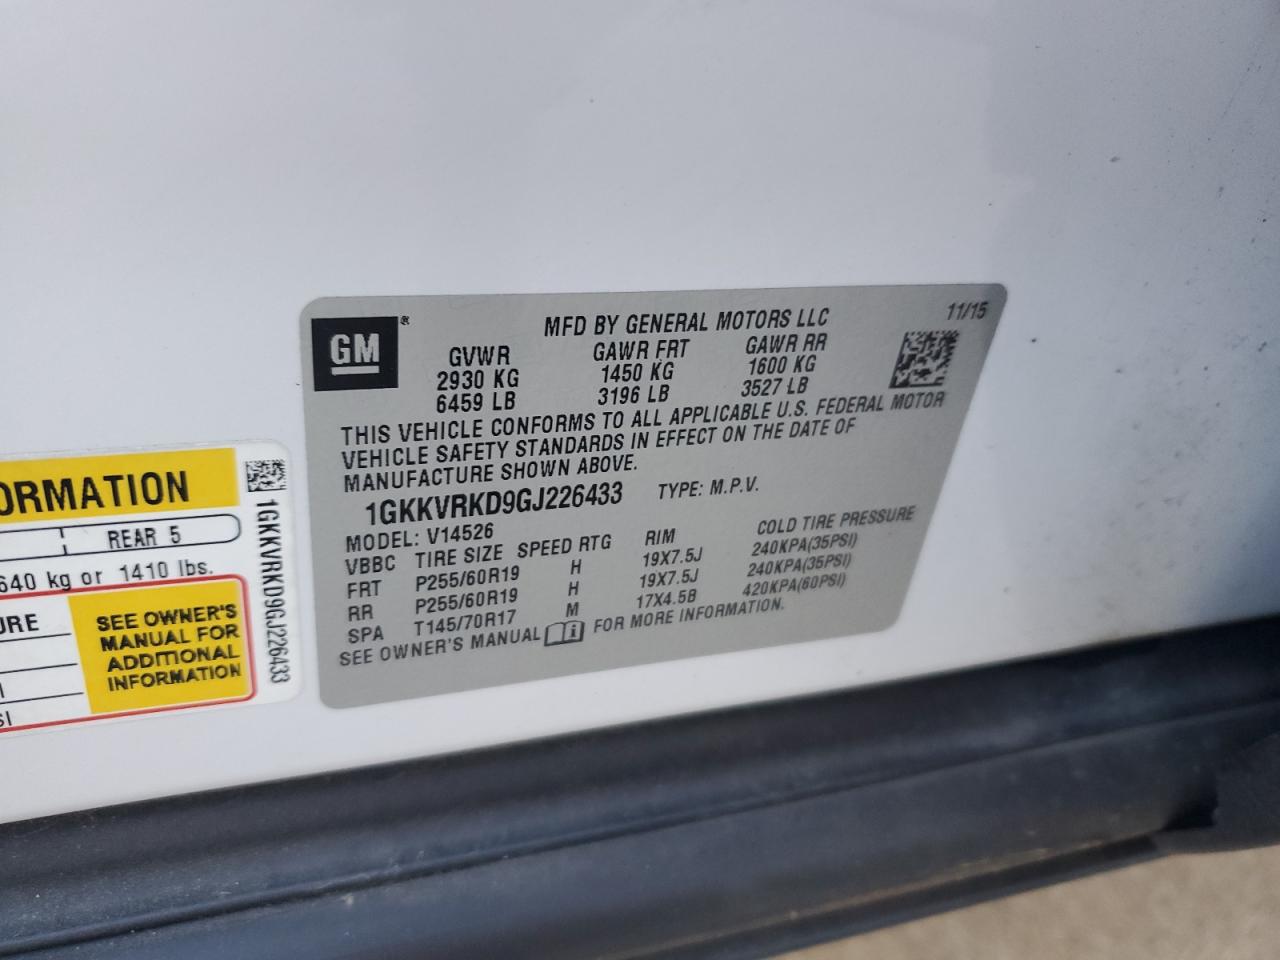 GM®
MFD BY GENERAL MOTORS LLC 11/15
GVWR GAWR FRT GAWR RR
2930 KG 1450 KG 1600 KG
6459 LB 3196 LB 3527 LB
THIS VEHICLE CONFORMS TO ALL APPLICABLE U.S. FEDERAL MOTOR
VEHICLE SAFETY STANDARDS IN EFFECT ON THE DATE OF
MANUFACTURE SHOWN ABOVE.
1GKKVRKD9GJ226433 TYPE: M.P.V.
MODEL: V14526
VBBC TIRE SIZE SPEED RTG RIM COLD TIRE PRESSURE
FRT P255/60R19 H 19X7.5J 240KPA(35PSI)
RR P255/60R19 H 19X7.5J 240KPA(35PSI)
SPA T145/70R17 M 17X4.5B 420KPA(60PSI)
SEE OWNER'S MANUAL FOR MORE INFORMATION.
ORMATION
REAR 5
640 kg or 1410 lbs.
URE
SEE OWNER'S
MANUAL FOR
ADDITIONAL
INFORMATION
I
SI
1GKKVRKD9GJ226433